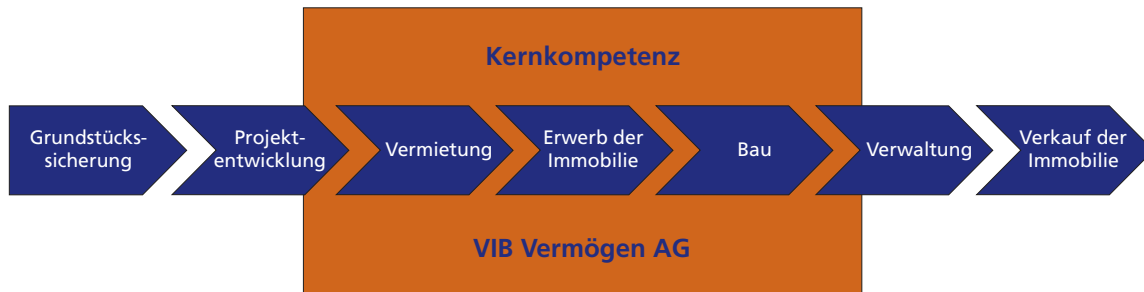 Kernkompetenz
Grundstücks-
sicherung
Projekt-
entwicklung
Vermietung
Erwerb der
Immobilie
Bau
Verwaltung
Verkauf der
Immobilie
VIB Vermögen AG